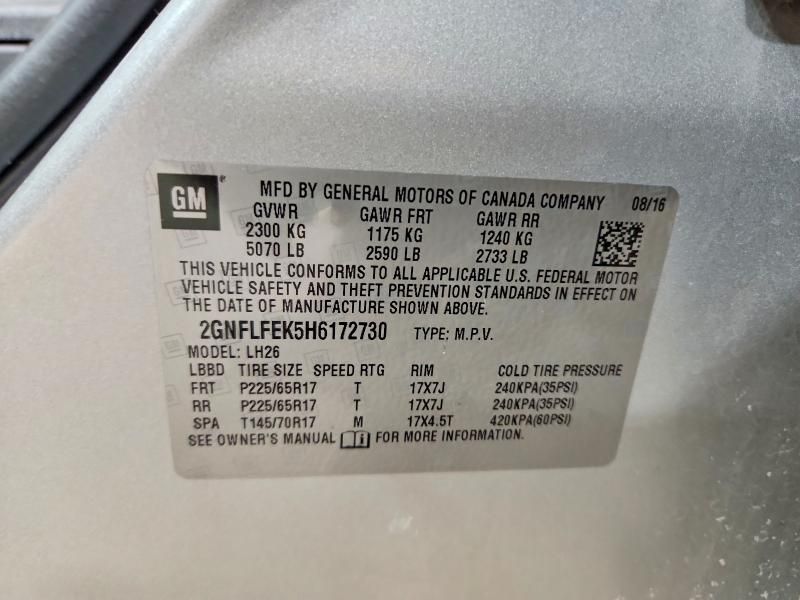 GM ® MFD BY GENERAL MOTORS OF CANADA COMPANY 08/16
GVWR GAWR FRT GAWR RR
2300 KG 1175 KG 1240 KG
5070 LB 2590 LB 2733 LB
THIS VEHICLE CONFORMS TO ALL APPLICABLE U.S. FEDERAL MOTOR
VEHICLE SAFETY AND THEFT PREVENTION STANDARDS IN EFFECT ON
THE DATE OF MANUFACTURE SHOWN ABOVE.
2GNFLFEK5H6172730 TYPE: M.P.V.
MODEL: LH26
LBBD TIRE SIZE SPEED RTG RIM COLD TIRE PRESSURE
FRT P225/65R17 T 17X7J 240KPA(35PSI)
RR P225/65R17 T 17X7J 240KPA(35PSI)
SPA T145/70R17 M 17X4.5T 420KPA(60PSI)
SEE OWNER'S MANUAL i FOR MORE INFORMATION.